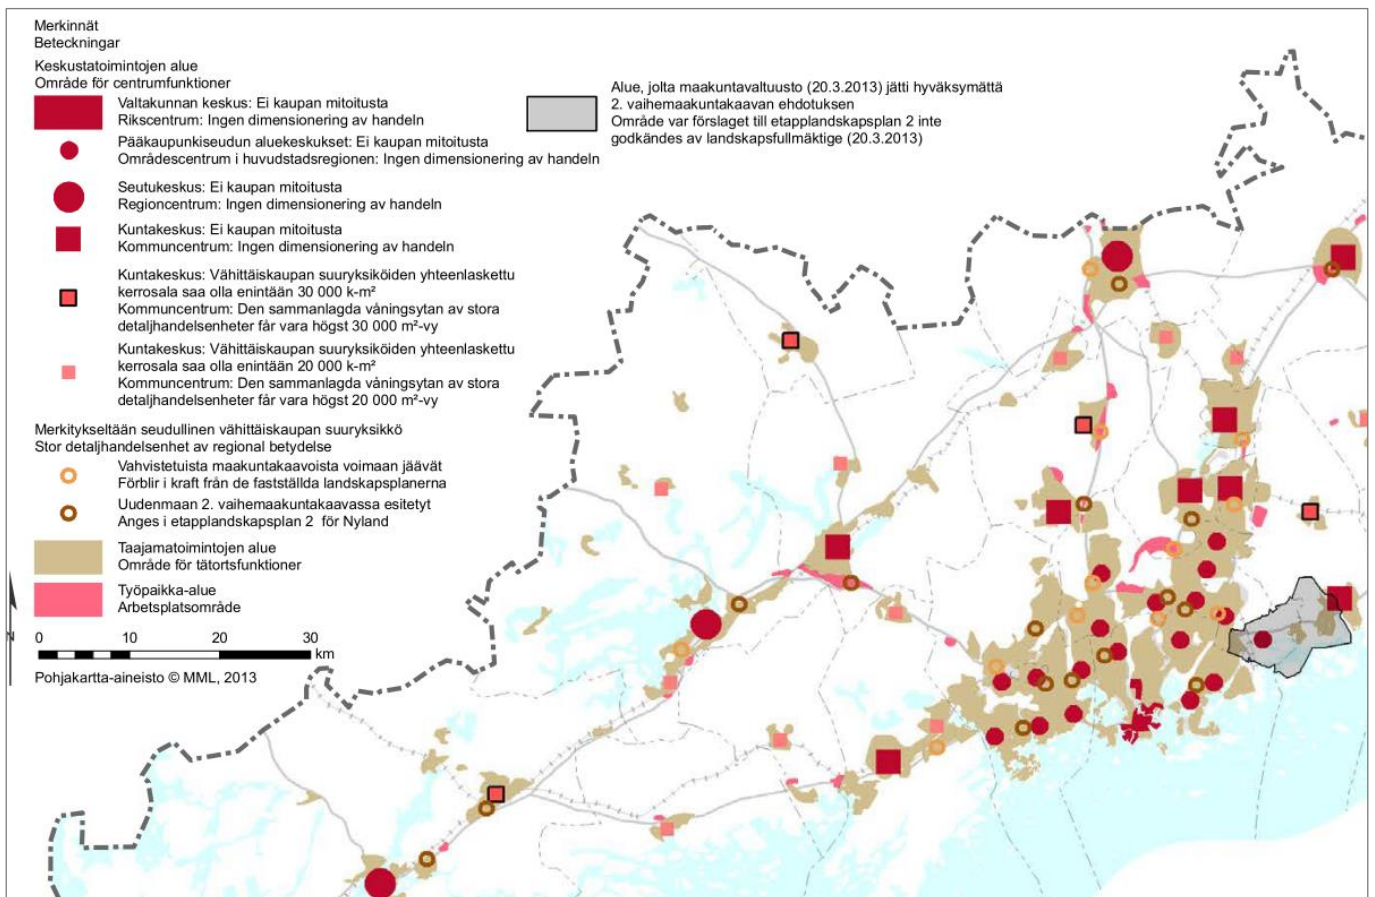 Merkinnät
Beteckningar
Keskustatoimintojen alue
Område för centrumfunktioner
Valtakunnan keskus: Ei kaupan mitoitusta
Rikscentrum: Ingen dimensionering av handeln
Pääkaupunkiseudun aluekeskukset: Ei kaupan mitoitusta
Områdescentrum i huvudstadsregionen: Ingen dimensionering av handeln
Seutukeskus: Ei kaupan mitoitusta
Regioncentrum: Ingen dimensionering av handeln
Kuntakeskus: Ei kaupan mitoitusta
Kommuncentrum: Ingen dimensionering av handeln
Kuntakeskus: Vähittäiskaupan suuryksiköiden yhteenlaskettu
kerrosala saa olla enintään 30 000 k-m²
Kommuncentrum: Den sammanlagda våningsytan av stora
detaljhandelsenheter får vara högst 30 000 m²-vy
Kuntakeskus: Vähittäiskaupan suuryksiköiden yhteenlaskettu
kerrosala saa olla enintään 20 000 k-m²
Kommuncentrum: Den sammanlagda våningsytan av stora
detaljhandelsenheter får vara högst 20 000 m²-vy
Merkitykseltään seudullinen vähittäiskaupan suuryksikkö
Stor detaljhandelsenhet av regional betydelse
Vahvistetuista maakuntakaavoista voimaan jäävät
Förblir i kraft från de fastställda landskapsplanerna
Uudenmaan 2. vaihemaakuntakaavassa esitetyt
Anges i etapplandskapsplan 2 för Nyland
Taajamatoimintojen alue
Område för tätortsfunktioner
Työpaikka-alue
Arbetsplatsområde
N
0 10 20 30
km
Pohjakartta-aineisto © MML, 2013
Alue, jolta maakuntavaltuusto (20.3.2013) jätti hyväksymättä
2. vaihemaakuntakaavan ehdotuksen
Område var förslaget till etapplandskapsplan 2 inte
godkändes av landskapsfullmäktige (20.3.2013)